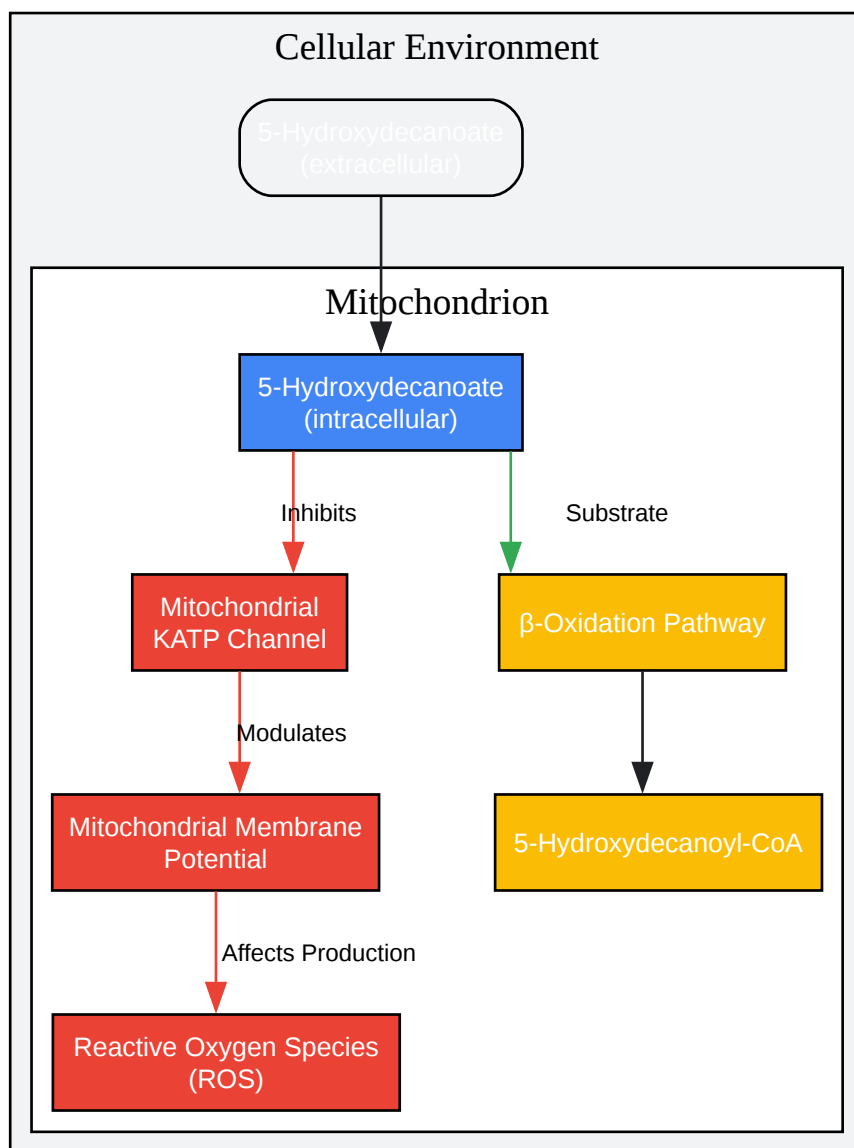 Cellular Environment
5-Hydroxydecanoate
(extracellular)
Mitochondrion
5-Hydroxydecanoate
(intracellular)
Inhibits
Substrate
Mitochondrial
KATP Channel
β-Oxidation Pathway
Modulates
Mitochondrial Membrane
Potential
5-Hydroxydecanoyl-CoA
Affects Production
Reactive Oxygen Species
(ROS)